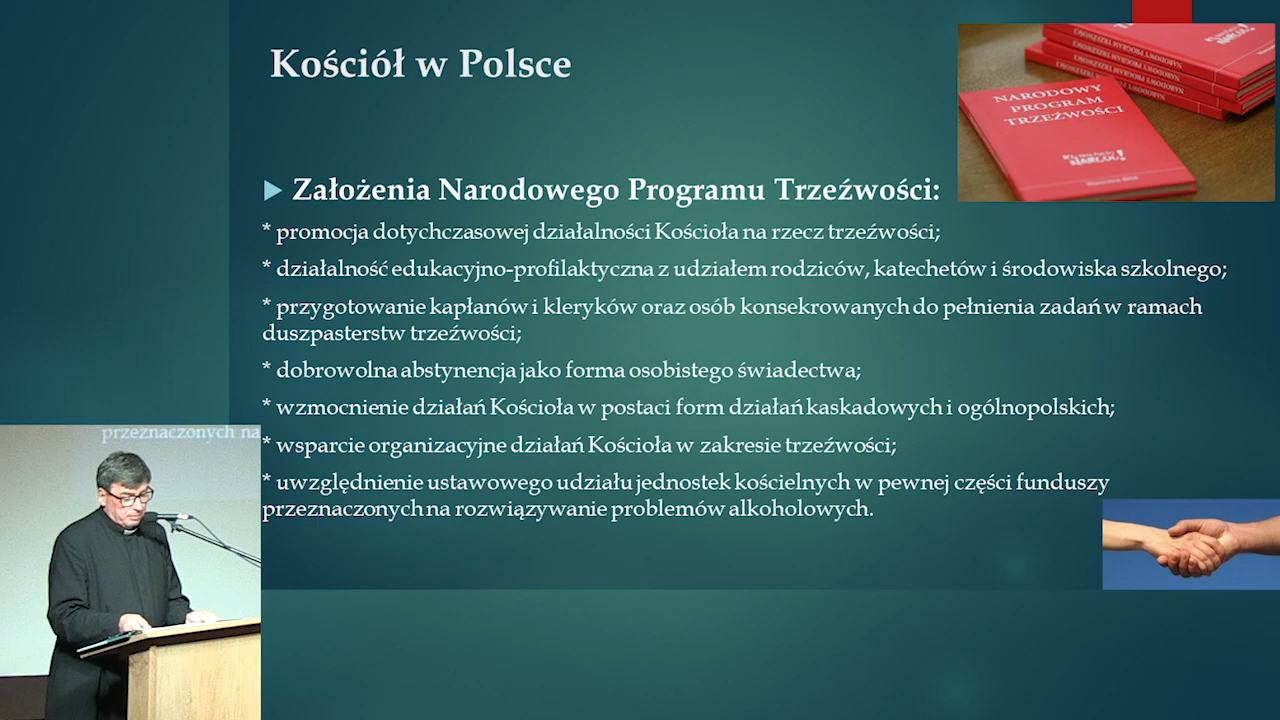 Kościół w Polsce
NARODOWY
PROGRAM
TRZEŹWOŚCI
Założenia Narodowego Programu Trzeźwości:
* promocja dotychczasowej działalności Kościoła na rzecz trzeźwości;
* działalność edukacyjno-profilaktyczna z udziałem rodziców, katechetów i środowiska szkolnego;
* przygotowanie kapłanów i kleryków oraz osób konsekrowanych do pełnienia zadań w ramach
duszpasterstw trzeźwości;
* dobrowolna abstynencja jako forma osobistego świadectwa;
* wzmocnienie działań Kościoła w postaci form działań kaskadowych i ogólnopolskich;
przeznaczonych na
* wsparcie organizacyjne działań Kościoła w zakresie trzeźwości;
* uwzględnienie ustawowego udziału jednostek kościelnych w pewnej części funduszy
przeznaczonych na rozwiązywanie problemów alkoholowych.